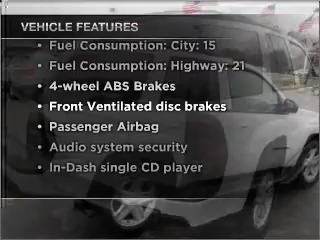 VEHICLE FEATURES
• Fuel Consumption: City: 15
• Fuel Consumption: Highway: 21
• 4-wheel ABS Brakes
• Front Ventilated disc brakes
• Passenger Airbag
• Audio system security
• In-Dash single CD player